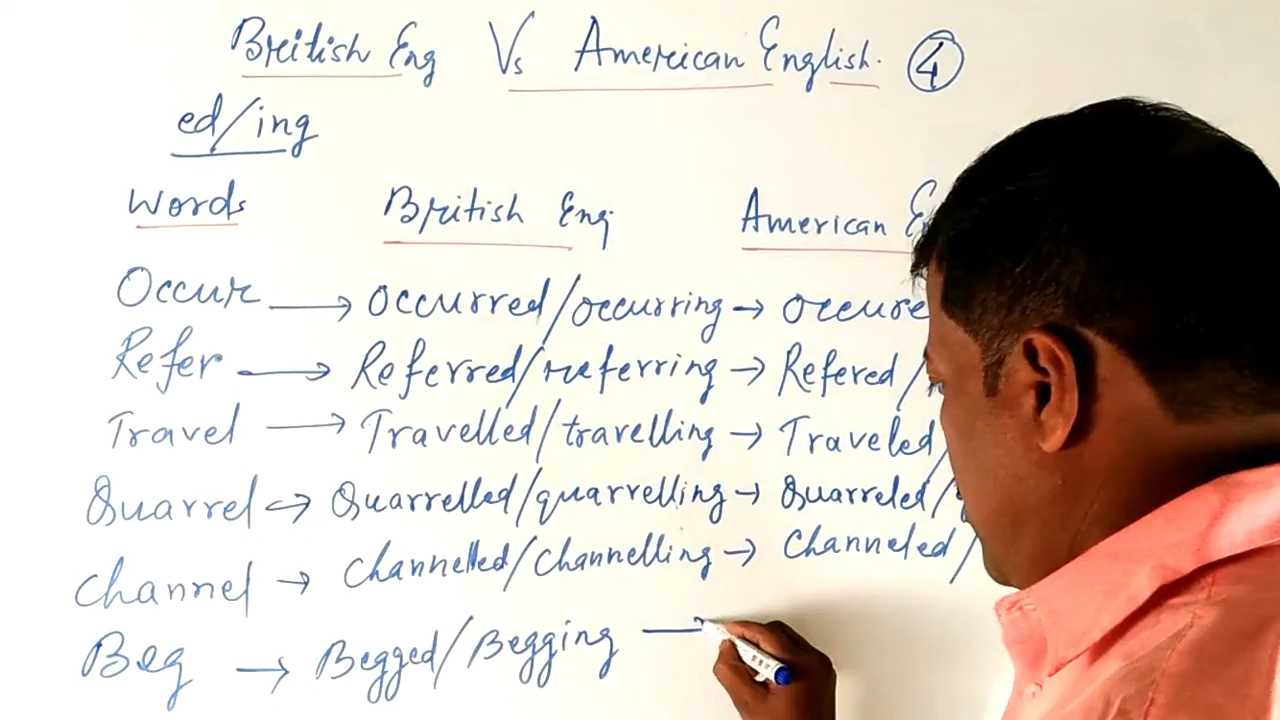 British Eng Vs American English. 4
ed/ing
Words British Eng American
Occur → Occurred/occurring → occure
Refer → Referred/referring → Refered/
Travel → Travelled/travelling → Traveled/
Quarrel → Quarrelled/quarrelling → Quarreled/
Channel → Channelled/Channelling → Channeled/
Beg → Begged/Begging →